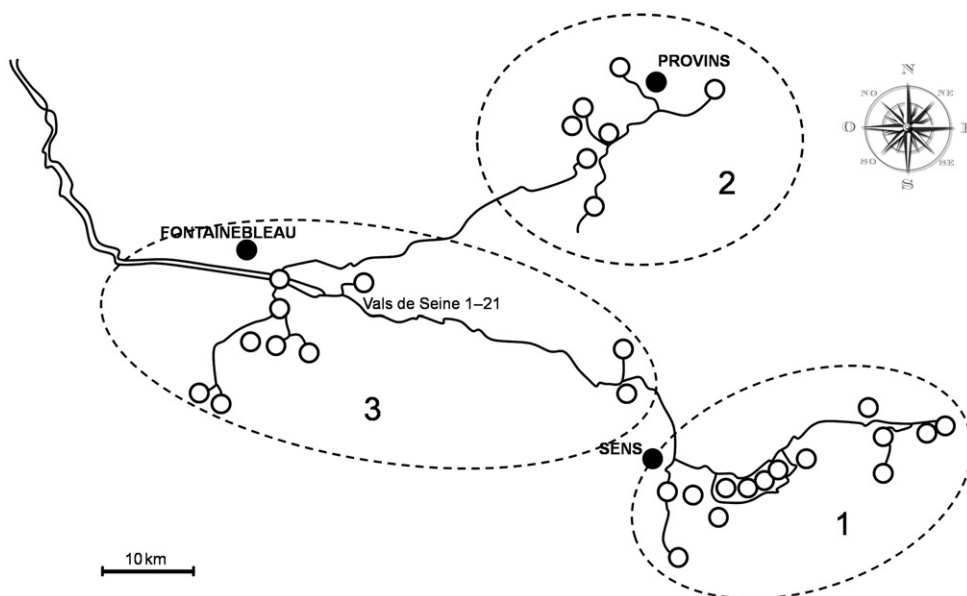 PROVINS
N
NO
NE
O
E
SO
SE
S
2
FONTAINEBLEAU
Vals de Seine 1–21
3
SENS
1
10 km